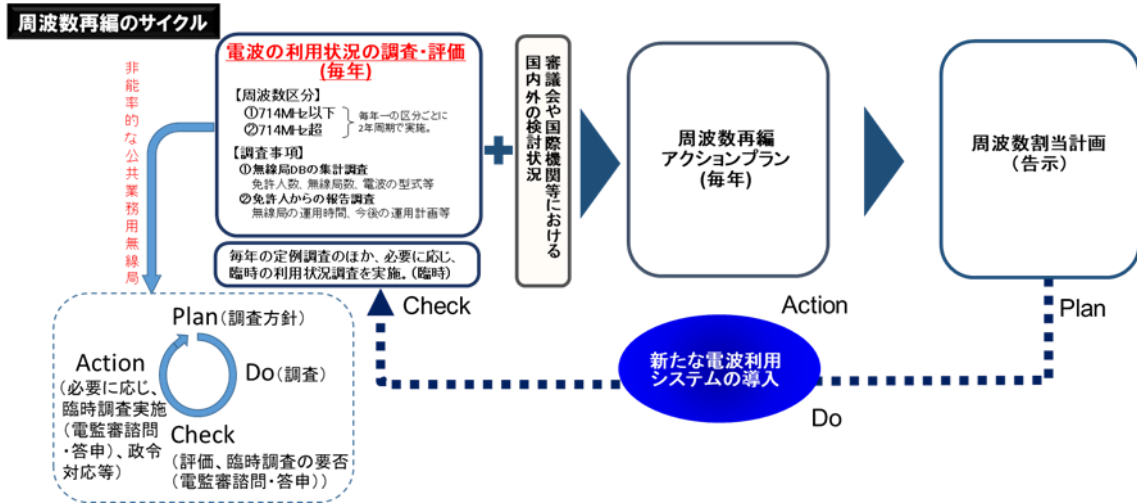 周波数再編のサイクル
非能率的な公共業務用無線局
電波の利用状況の調査・評価
(毎年)
【周波数区分】
①714MHz以下
②714MHz超
毎年一の区分ごとに
2年周期で実施。
【調査事項】
①無線局DBの集計調査
免許人数、無線局数、電波の型式等
②免許人からの報告調査
無線局の運用時間、今後の運用計画等
毎年の定例調査のほか、必要に応じ、
臨時の利用状況調査を実施。(臨時)
審議会や国際機関等における
国内外の検討状況
周波数再編
アクションプラン
(毎年)
周波数割当計画
(告示)
Check
Action
Plan
新たな電波利用
システムの導入
Do
Plan(調査方針)
Action
(必要に応じ、
臨時調査実施
(電監審諮問
・答申)、政令
対応等)
Do(調査)
Check
(評価、臨時調査の要否
(電監審諮問・答申))